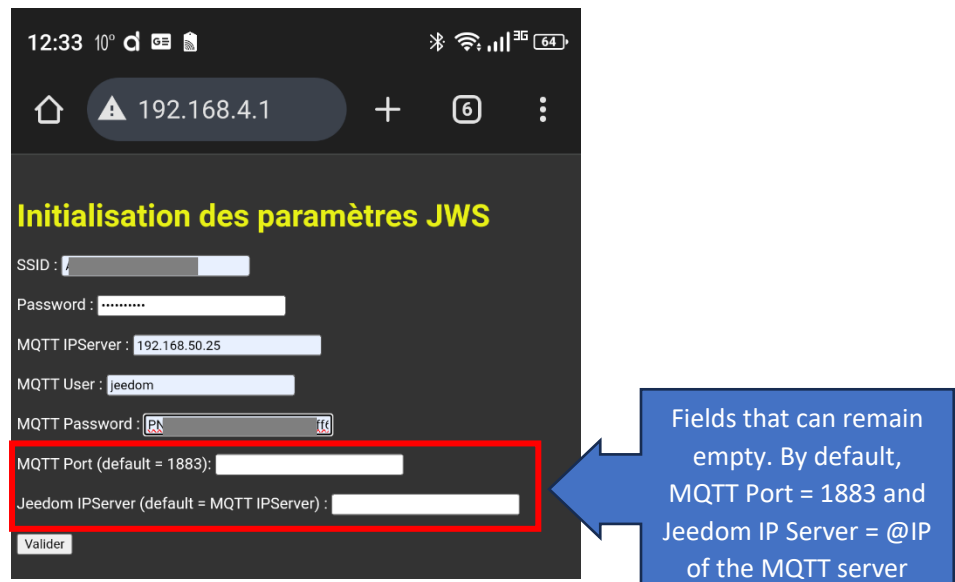 12:33 10° d GE 3G 64
192.168.4.1 6
Initialisation des paramètres JWS
SSID :
Password : ••••••••••
MQTT IPServer : 192.168.50.25
MQTT User : jeedom
MQTT Password : PN
MQTT Port (default = 1883):
Jeedom IPServer (default = MQTT IPServer) :
Valider
Fields that can remain
empty. By default,
MQTT Port = 1883 and
Jeedom IP Server = @IP
of the MQTT server